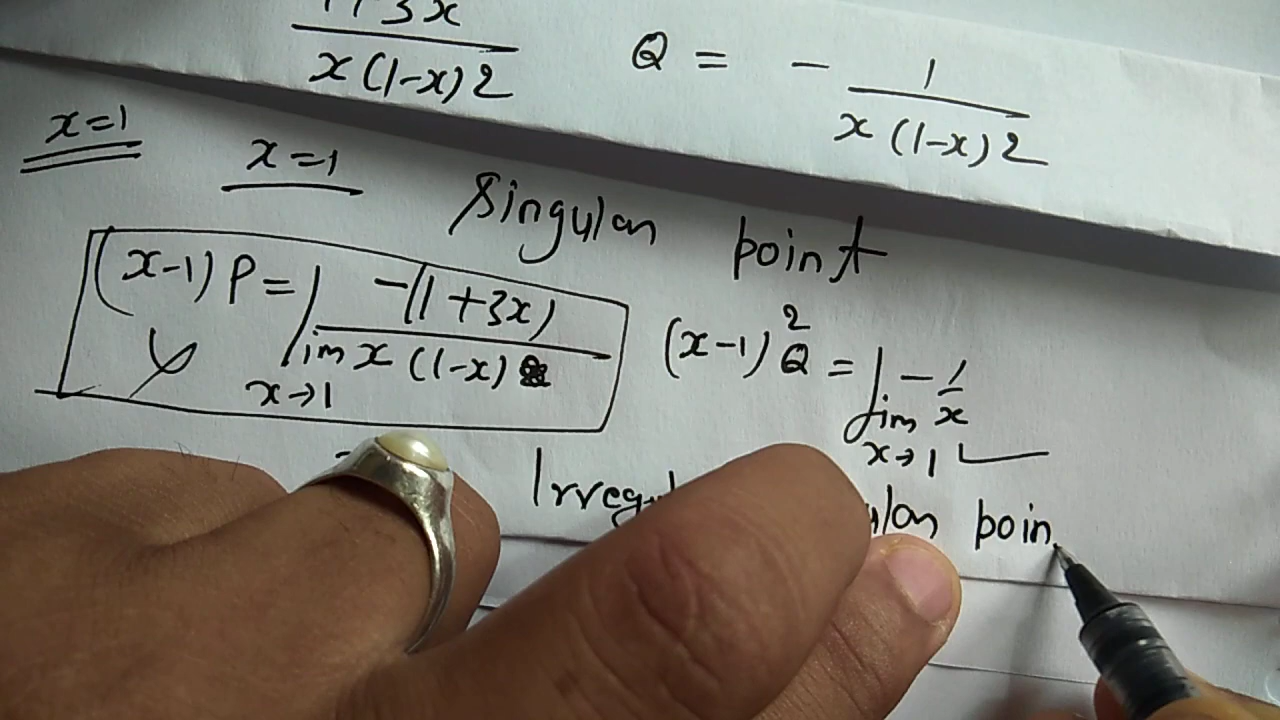 1+3x / x(1-x)2 Q = - 1 / x(1-x)2
x=1 x=1 Singular point
(x-1) P = lim x→1 -(1+3x) / x(1-x) (x-1)2 Q = lim x→1 -1/x
Irregul ular poin